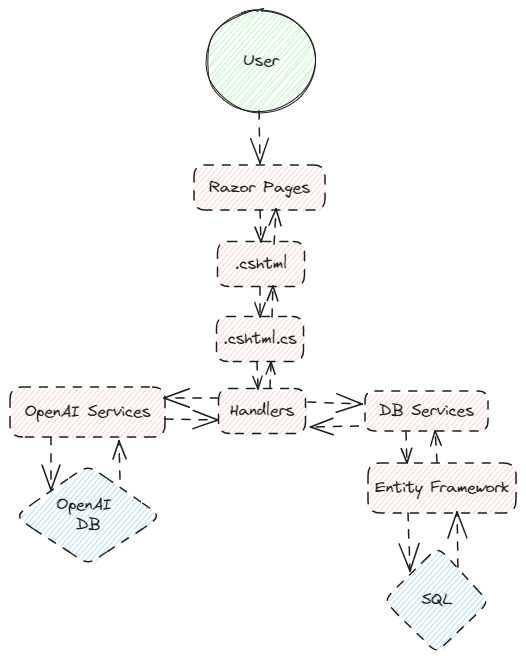 User
Razor Pages
.cshtml
.cshtml.cs
OpenAI Services
Handlers
DB Services
Entity Framework
OpenAI
DB
SQL